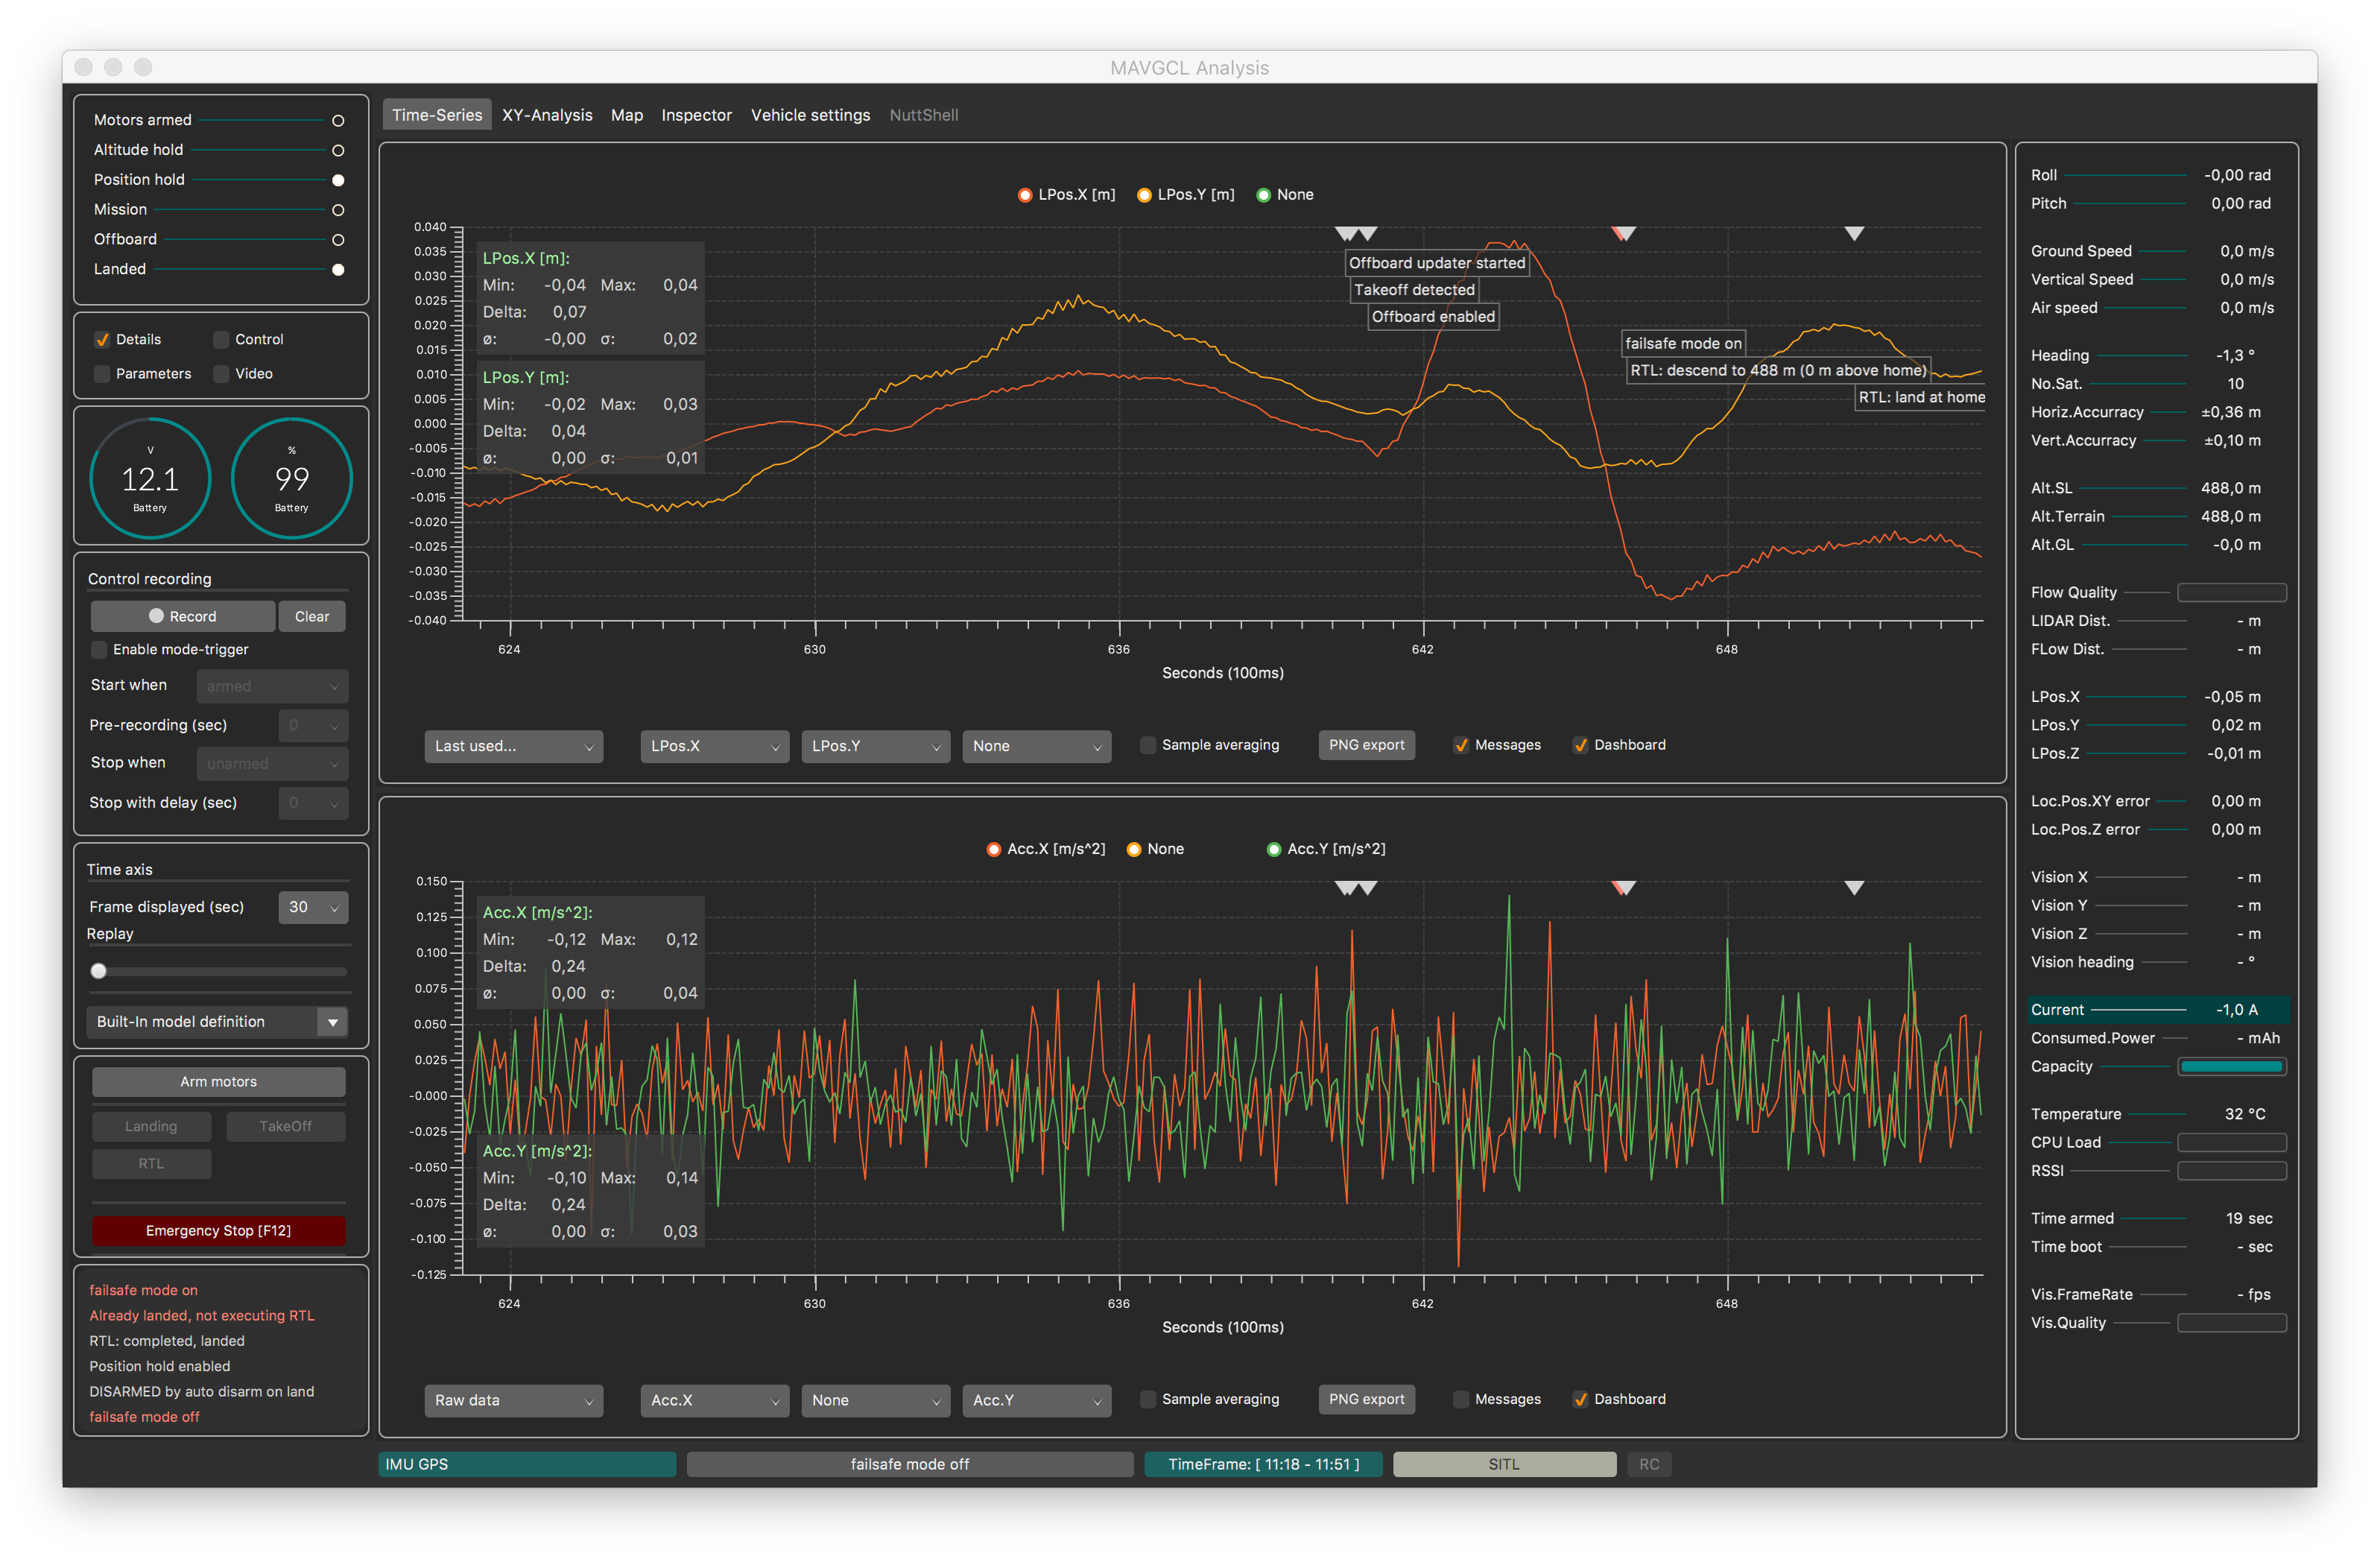 MAVGCL Analysis
Motors armed
Altitude hold
Position hold
Mission
Offboard
Landed
Details Control
Parameters Video
V
12.1
Battery
%
99
Battery
Control recording
Record Clear
Enable mode-trigger
Start when armed
Pre-recording (sec) 0
Stop when unarmed
Stop with delay (sec) 0
Time axis
Frame displayed (sec) 30
Replay
Built-In model definition
Arm motors
Landing TakeOff
RTL
Emergency Stop [F12]
failsafe mode on
Already landed, not executing RTL
RTL: completed, landed
Position hold enabled
DISARMED by auto disarm on land
failsafe mode off
Time-Series XY-Analysis Map Inspector Vehicle settings NuttShell
LPos.X [m] LPos.Y [m] None
0.040
0.035
0.030
0.025
0.020
0.015
0.010
0.005
0.000
-0.005
-0.010
-0.015
-0.020
-0.025
-0.030
-0.035
-0.040
LPos.X [m]:
Min: -0,04 Max: 0,04
Delta: 0,07
ø: -0,00 σ: 0,02
LPos.Y [m]:
Min: -0,02 Max: 0,03
Delta: 0,04
ø: 0,00 σ: 0,01
Offboard updater started
Takeoff detected
Offboard enabled
failsafe mode on
RTL: descend to 488 m (0 m above home)
RTL: land at home
624 630 636 642 648
Seconds (100ms)
Last used... LPos.X LPos.Y None Sample averaging PNG export Messages Dashboard
Acc.X [m/s^2] None Acc.Y [m/s^2]
0.150
0.125
0.100
0.075
0.050
0.025
-0.000
-0.025
-0.050
-0.075
-0.100
-0.125
Acc.X [m/s^2]:
Min: -0,12 Max: 0,12
Delta: 0,24
ø: 0,00 σ: 0,04
Acc.Y [m/s^2]:
Min: -0,10 Max: 0,14
Delta: 0,24
ø: 0,00 σ: 0,03
624 630 636 642 648
Seconds (100ms)
Raw data Acc.X None Acc.Y Sample averaging PNG export Messages Dashboard
Roll -0,00 rad
Pitch 0,00 rad
Ground Speed 0,0 m/s
Vertical Speed 0,0 m/s
Air speed 0,0 m/s
Heading -1,3 °
No.Sat. 10
Horiz.Accurracy ±0,36 m
Vert.Accurracy ±0,10 m
Alt.SL 488,0 m
Alt.Terrain 488,0 m
Alt.GL -0,0 m
Flow Quality
LIDAR Dist. - m
FLow Dist. - m
LPos.X -0,05 m
LPos.Y 0,02 m
LPos.Z -0,01 m
Loc.Pos.XY error 0,00 m
Loc.Pos.Z error 0,00 m
Vision X - m
Vision Y - m
Vision Z - m
Vision heading - °
Current -1,0 A
Consumed.Power - mAh
Capacity
Temperature 32 °C
CPU Load
RSSI
Time armed 19 sec
Time boot - sec
Vis.FrameRate - fps
Vis.Quality
IMU GPS failsafe mode off TimeFrame: [ 11:18 - 11:51 ] SITL RC